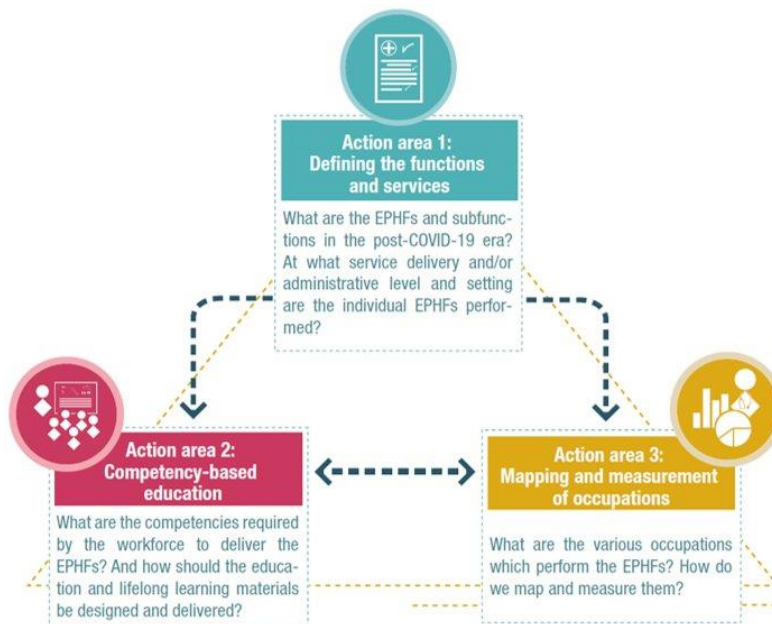 Action area 1:
Defining the functions
and services
What are the EPHFs and subfunc-
tions in the post-COVID-19 era?
At what service delivery and/or
administrative level and setting
are the individual EPHFs perfor-
med?
Action area 2:
Competency-based
education
What are the competencies required
by the workforce to deliver the
EPHFs? And how should the educa-
tion and lifelong learning materials
be designed and delivered?
Action area 3:
Mapping and measurement
of occupations
What are the various occupations
which perform the EPHFs? How do
we map and measure them?